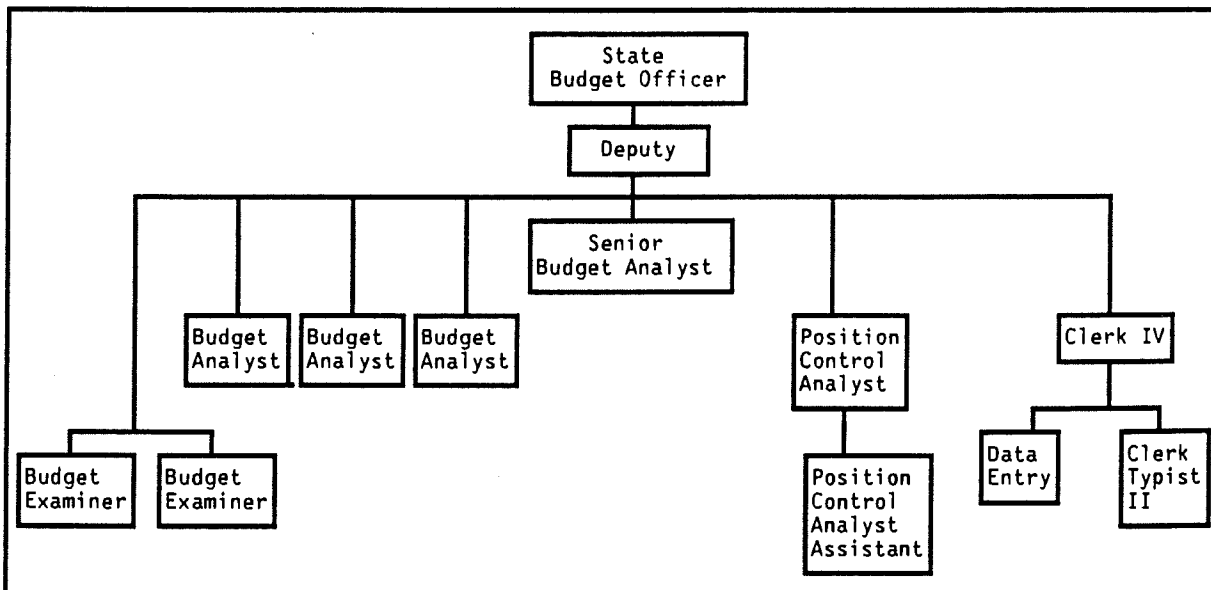 State
Budget Officer
Deputy
Senior
Budget Analyst
Budget
Analyst
Budget
Analyst
Budget
Analyst
Position
Control
Analyst
Clerk IV
Budget
Examiner
Budget
Examiner
Position
Control
Analyst
Assistant
Data
Entry
Clerk
Typist
II